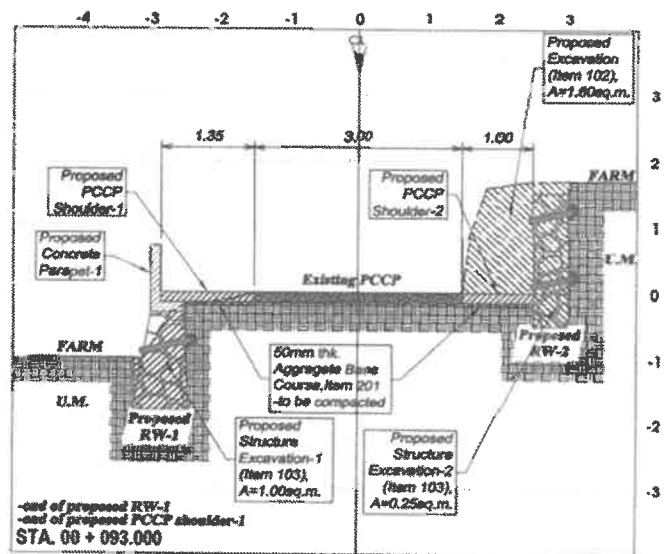 -4 -3 -2 -1 0 1 2 3
CL
Proposed
Excavation
(Item 102),
A=1.60sq.m.
3
2
1
0
-1
-2
-3
1.35
3.00
1.00
Proposed
PCCP
Shoulder-1
Proposed
PCCP
Shoulder-2
FARM
Proposed
Concrete
Parapet-1
U.M.
Existing PCCP
FARM
U.M.
50mm thk.
Aggregate Base
Course,Item 201
-to be compacted
Proposed
RW-2
Proposed
RW-1
Proposed
Structure
Excavation-1
(Item 103),
A=1.00sq.m.
Proposed
Structure
Excavation-2
(Item 103),
A=0.25sq.m.
-end of proposed RW-1
-end of proposed PCCP shoulder-1
STA. 00 + 093.000